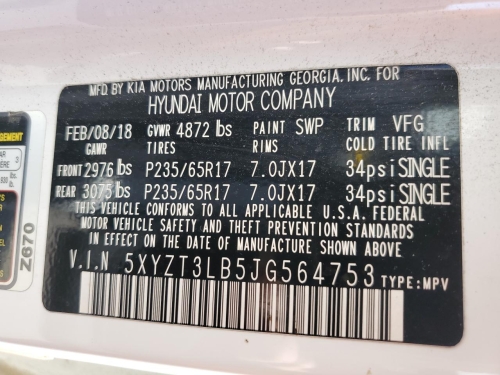 MFD BY KIA MOTORS MANUFACTURING GEORGIA, INC. FOR
HYUNDAI MOTOR COMPANY
FEB/08/18 GVWR 4872 lbs PAINT SWP TRIM VFG
GAWR TIRES RIMS COLD TIRE INFL
FRONT 2976 lbs P235/65R17 7.0JX17 34psi SINGLE
REAR 3075 lbs P235/65R17 7.0JX17 34psi SINGLE
THIS VEHICLE CONFORMS TO ALL APPLICABLE U.S.A. FEDERAL
MOTOR VEHICLE SAFETY AND THEFT PREVENTION STANDARDS
IN EFFECT ON THE DATE OF MANUFACTURE SHOWN ABOVE.
V.I.N 5XYZT3LB5JG564753 TYPE: MPV
Z670